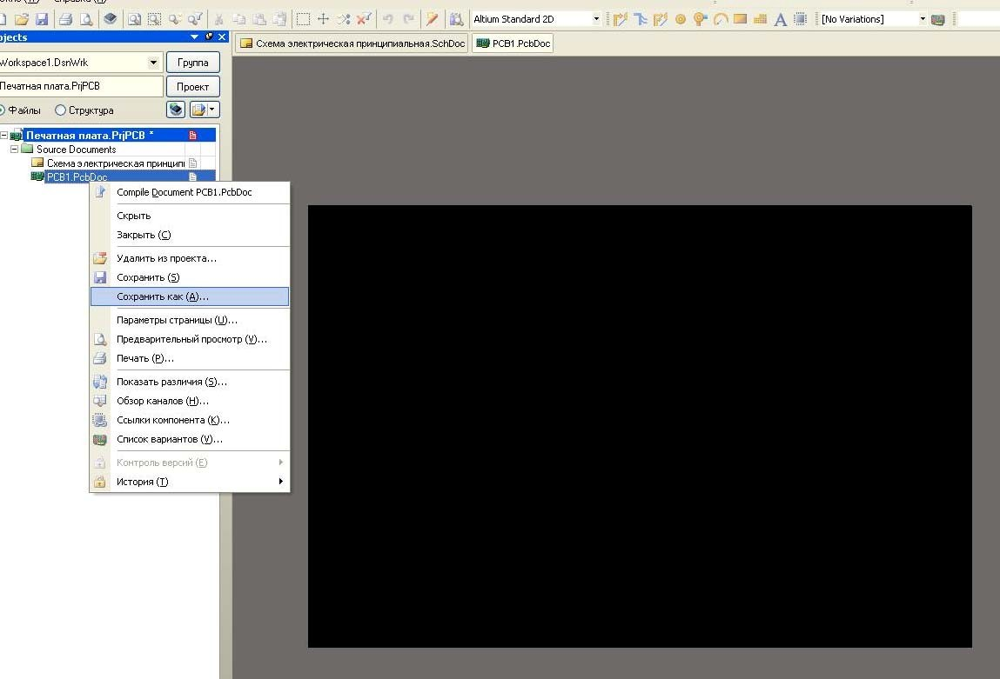 Altium Standard 2D
[No Variations]
jects
Workspace1.DsnWrk
Группа
Печатная плата.PrjPCB
Проект
Файлы
Структура
Схема электрическая принципиальная.SchDoc
PCB1.PcbDoc
Печатная плата.PrjPCB *
Source Documents
Схема электрическая принципи
PCB1.PcbDoc
Compile Document PCB1.PcbDoc
Скрыть
Закрыть (C)
Удалить из проекта...
Сохранить (S)
Сохранить как (A)...
Параметры страницы (U)...
Предварительный просмотр (V)...
Печать (P)...
Показать различия (S)...
Обзор каналов (H)...
Ссылки компонента (K)...
Список вариантов (V)...
Контроль версий (E)
История (T)